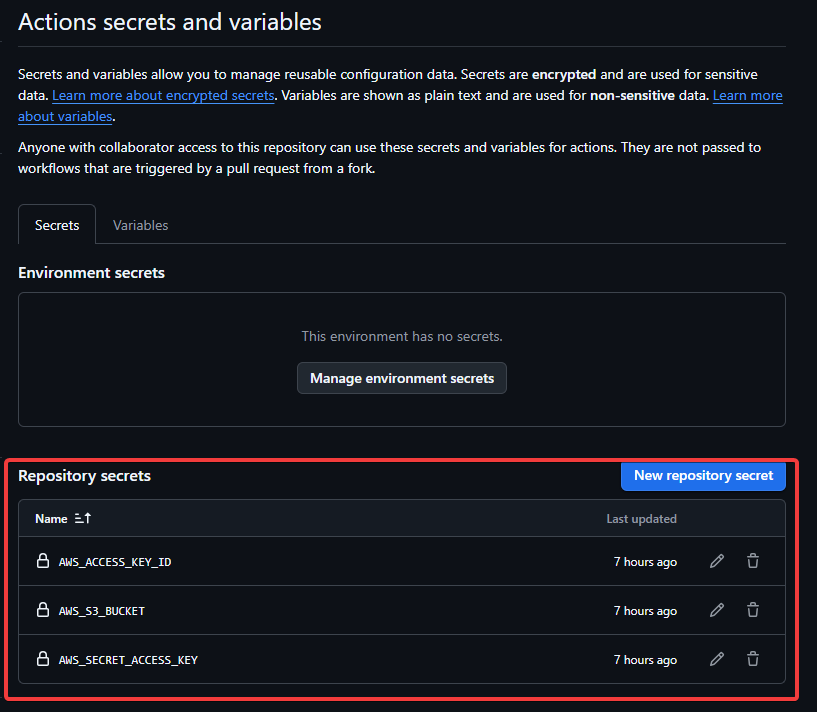 Actions secrets and variables
Secrets and variables allow you to manage reusable configuration data. Secrets are encrypted and are used for sensitive
data. Learn more about encrypted secrets. Variables are shown as plain text and are used for non-sensitive data. Learn more
about variables.
Anyone with collaborator access to this repository can use these secrets and variables for actions. They are not passed to
workflows that are triggered by a pull request from a fork.
Secrets Variables
Environment secrets
This environment has no secrets.
Manage environment secrets
Repository secrets New repository secret
Name Last updated
AWS_ACCESS_KEY_ID 7 hours ago
AWS_S3_BUCKET 7 hours ago
AWS_SECRET_ACCESS_KEY 7 hours ago